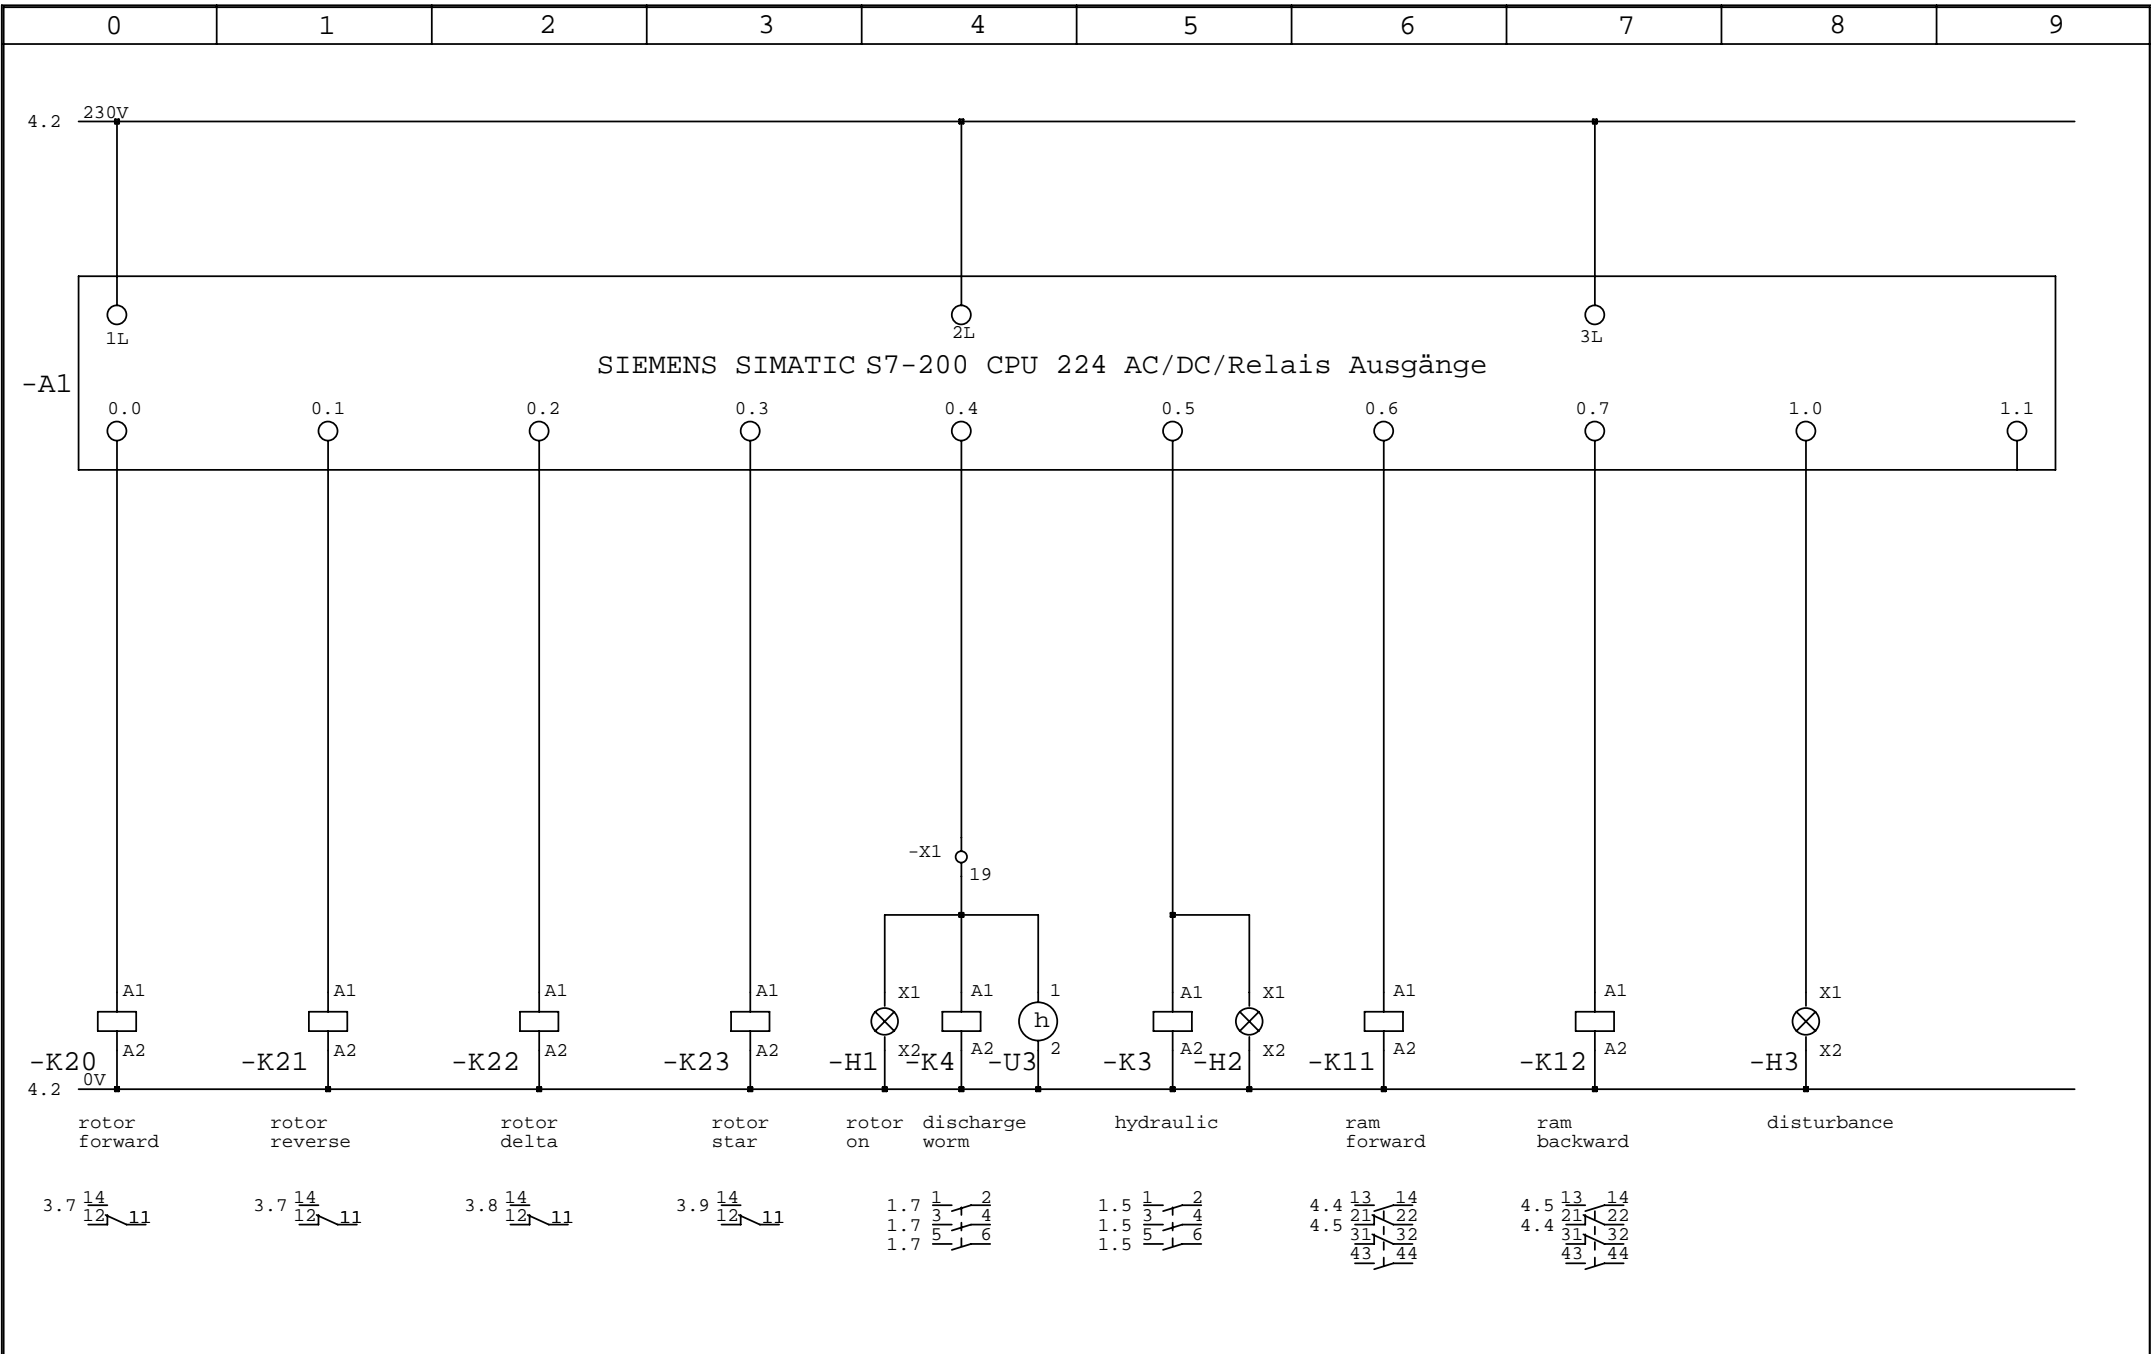 0 1 2 3 4 5 6 7 8 9
230V
4.2
1L 2L 3L
SIEMENS SIMATIC S7-200 CPU 224 AC/DC/Relais Ausgänge
-A1
0.0 0.1 0.2 0.3 0.4 0.5 0.6 0.7 1.0 1.1
-X1
19
A1 A1 A1 A1 X1 A1 1 A1 X1 A1 A1 X1
h
A2 A2 A2 A2 X2 A2 2 A2 X2 A2 A2 X2
-K20 -K21 -K22 -K23 -H1 -K4 -U3 -K3 -H2 -K11 -K12 -H3
0V
4.2
rotor rotor rotor rotor rotor discharge hydraulic ram ram disturbance
forward reverse delta star on worm forward backward
3.7 14 3.7 14 3.8 14 3.9 14 1.7 1 2 1.5 1 2 4.4 13 14 4.5 13 14
12 11 12 11 12 11 12 11 1.7 3 4 1.5 3 4 4.5 21 22 4.4 21 22
1.7 5 6 1.5 5 6 31 32 31 32
43 44 43 44